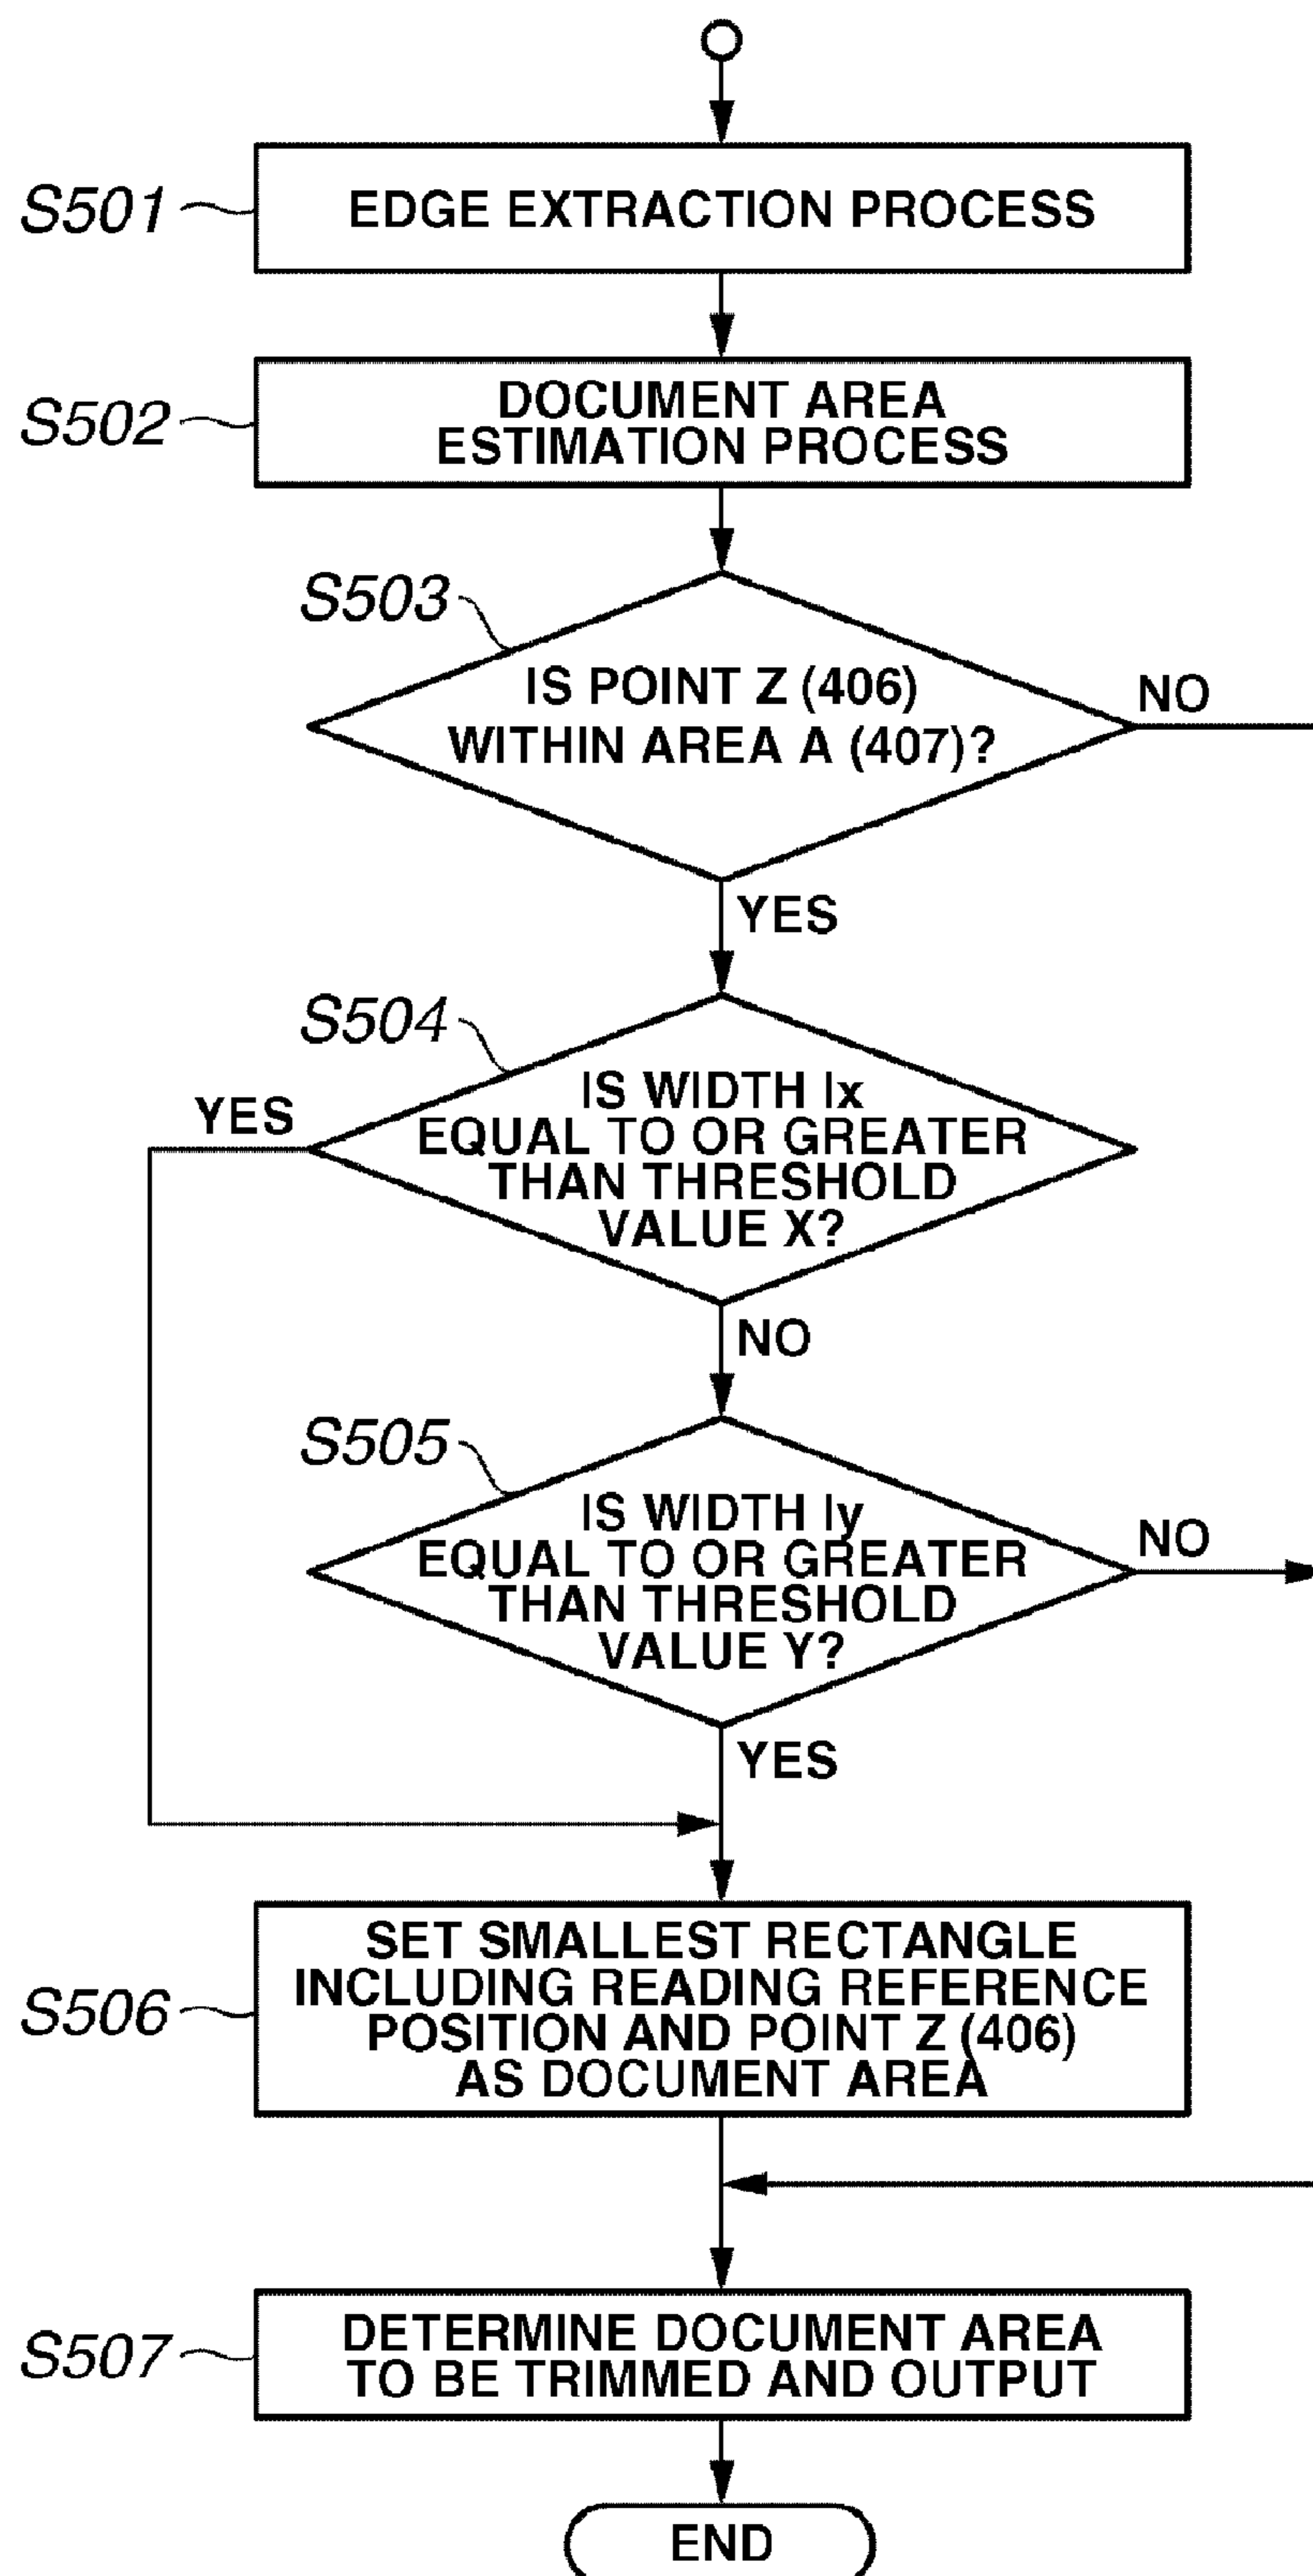 S501
EDGE EXTRACTION PROCESS
S502
DOCUMENT AREA
ESTIMATION PROCESS
S503
IS POINT Z (406)
WITHIN AREA A (407)?
NO
YES
S504
IS WIDTH lx
EQUAL TO OR GREATER
THAN THRESHOLD
VALUE X?
YES
NO
S505
IS WIDTH ly
EQUAL TO OR GREATER
THAN THRESHOLD
VALUE Y?
NO
YES
S506
SET SMALLEST RECTANGLE
INCLUDING READING REFERENCE
POSITION AND POINT Z (406)
AS DOCUMENT AREA
S507
DETERMINE DOCUMENT AREA
TO BE TRIMMED AND OUTPUT
END